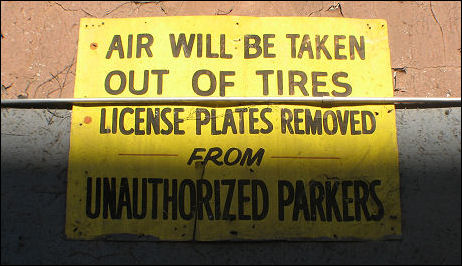 AIR WILL BE TAKEN
OUT OF TIRES
LICENSE PLATES REMOVED
FROM
UNAUTHORIZED PARKERS